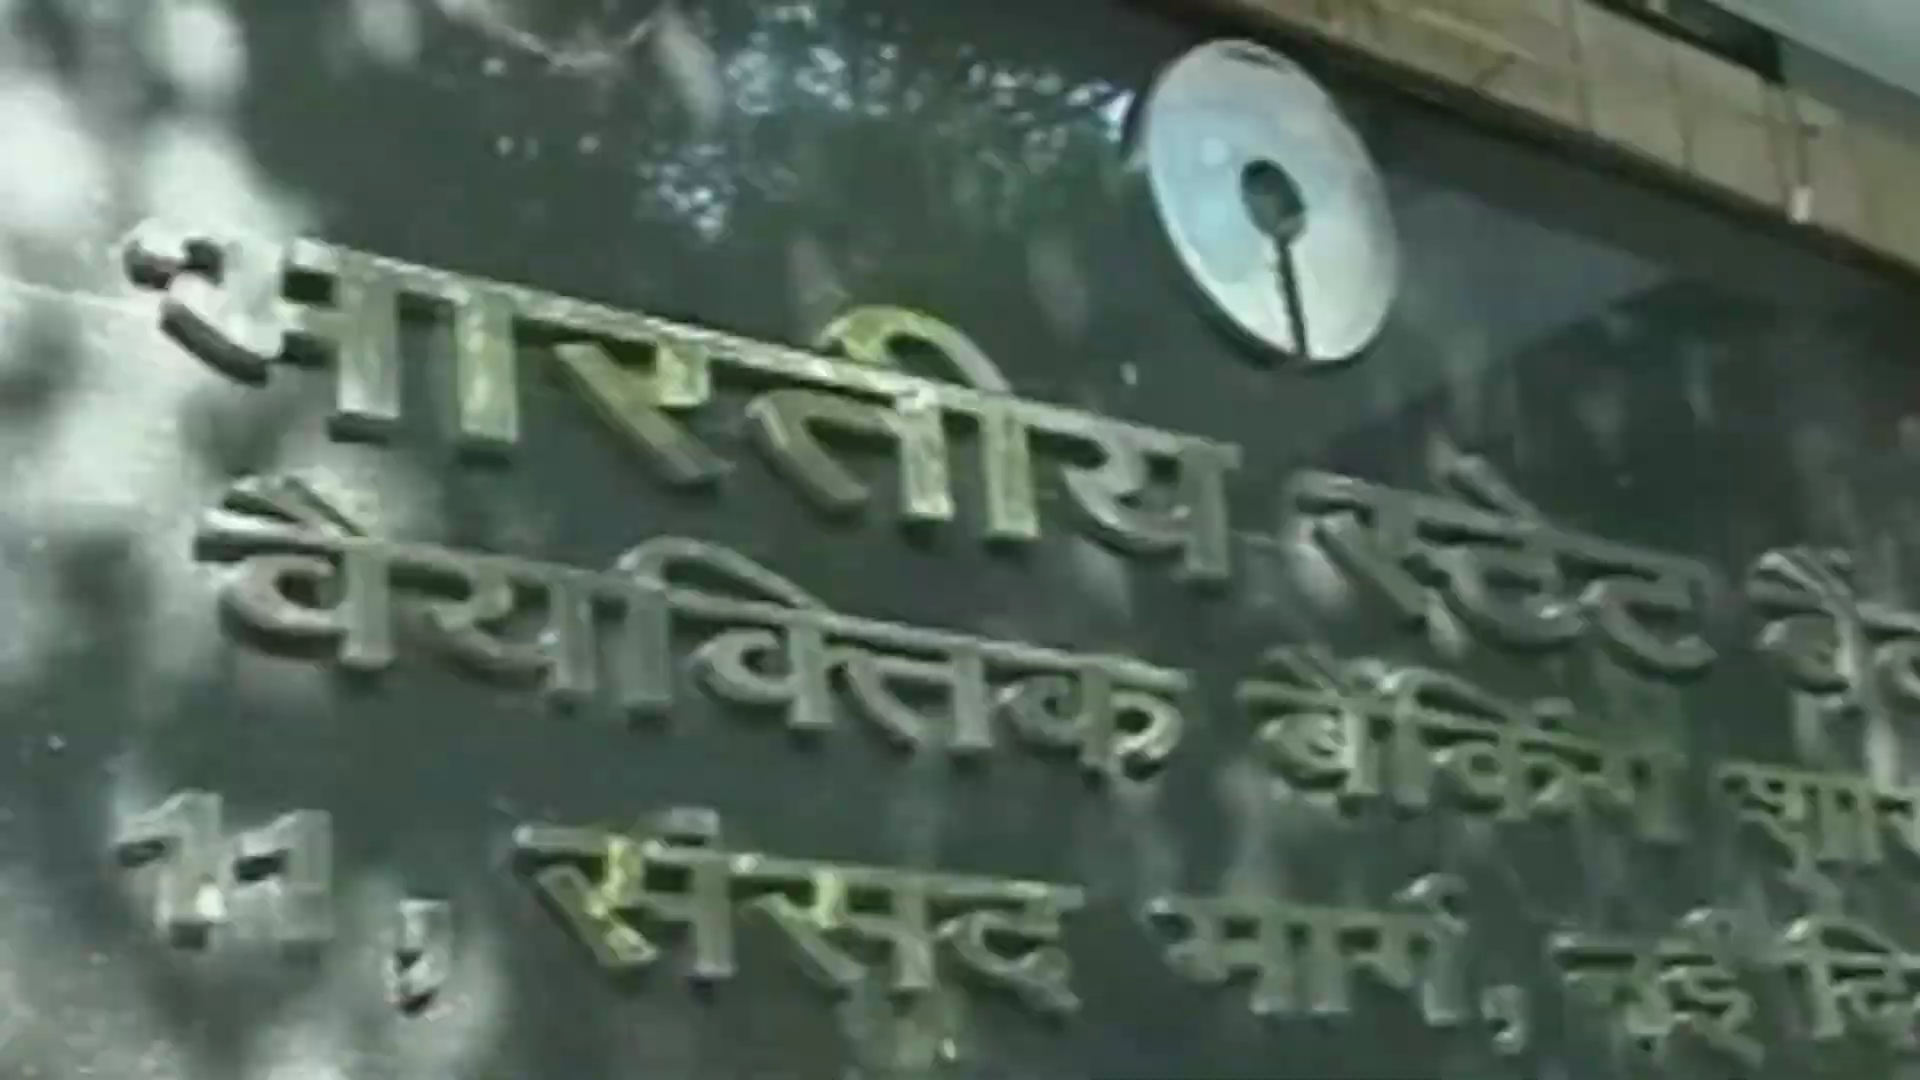 भारतीय स्टेट बैंक
वैयक्तिक बैंकिंग शाखा
11, संसद मार्ग, नई दि